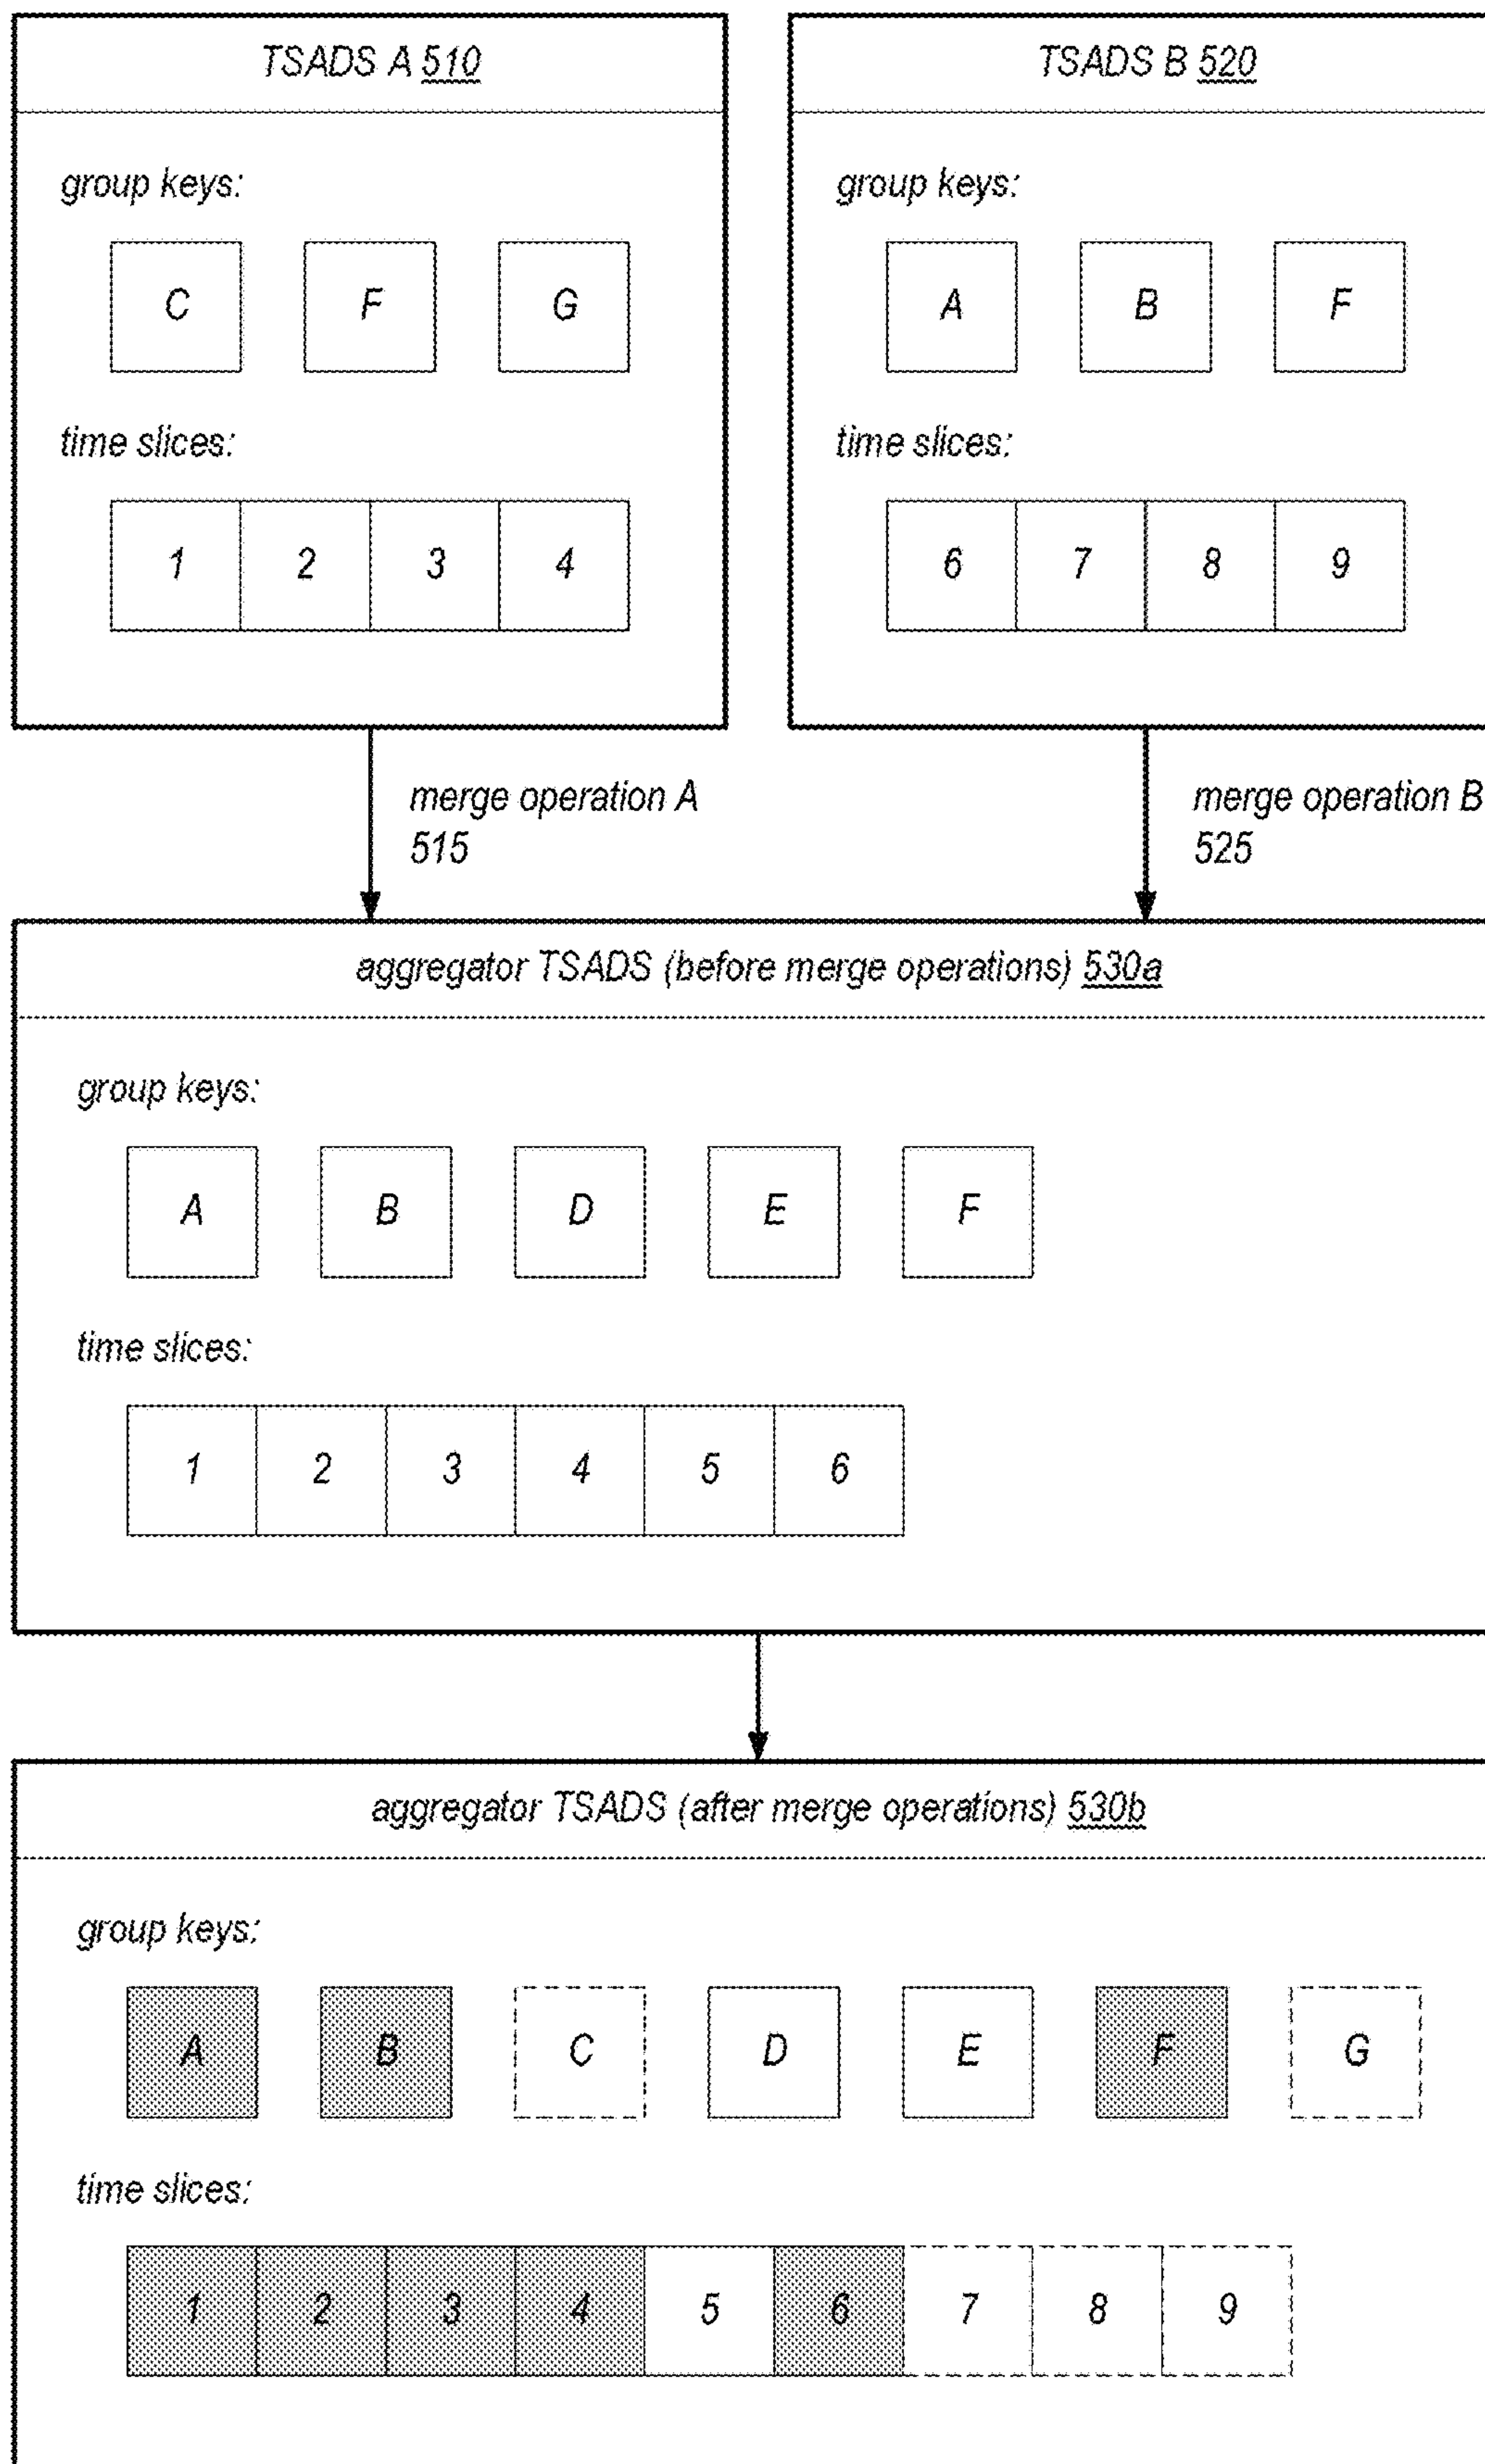 TSADS A 510
group keys:
C F G
time slices:
1 2 3 4
TSADS B 520
group keys:
A B F
time slices:
6 7 8 9
merge operation A
515
merge operation B
525
aggregator TSADS (before merge operations) 530a
group keys:
A B D E F
time slices:
1 2 3 4 5 6
aggregator TSADS (after merge operations) 530b
group keys:
A B C D E F G
time slices:
1 2 3 4 5 6 7 8 9